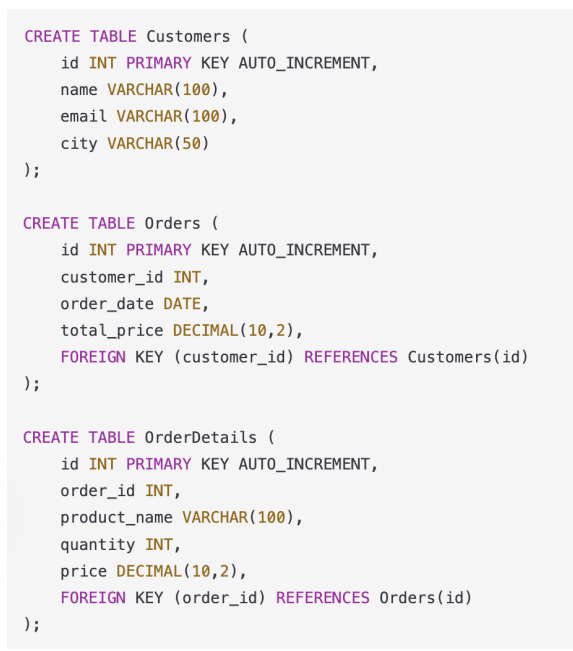 CREATE TABLE Customers (
    id INT PRIMARY KEY AUTO_INCREMENT,
    name VARCHAR(100),
    email VARCHAR(100),
    city VARCHAR(50)
);

CREATE TABLE Orders (
    id INT PRIMARY KEY AUTO_INCREMENT,
    customer_id INT,
    order_date DATE,
    total_price DECIMAL(10,2),
    FOREIGN KEY (customer_id) REFERENCES Customers(id)
);

CREATE TABLE OrderDetails (
    id INT PRIMARY KEY AUTO_INCREMENT,
    order_id INT,
    product_name VARCHAR(100),
    quantity INT,
    price DECIMAL(10,2),
    FOREIGN KEY (order_id) REFERENCES Orders(id)
);